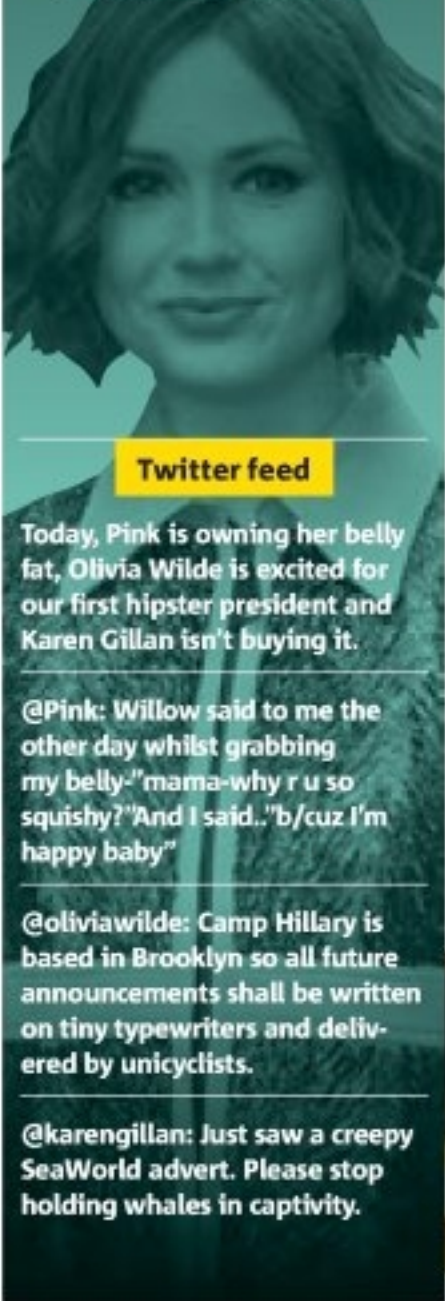 Twitter feed
Today, Pink is owning her belly
fat, Olivia Wilde is excited for
our first hipster president and
Karen Gillan isn't buying it.
@Pink: Willow said to me the
other day whilst grabbing
my belly-"mama-why r u so
squishy?"And I said.."b/cuz I'm
happy baby"
@oliviawilde: Camp Hillary is
based in Brooklyn so all future
announcements shall be written
on tiny typewriters and deliv-
ered by unicyclists.
@karengillan: Just saw a creepy
SeaWorld advert. Please stop
holding whales in captivity.